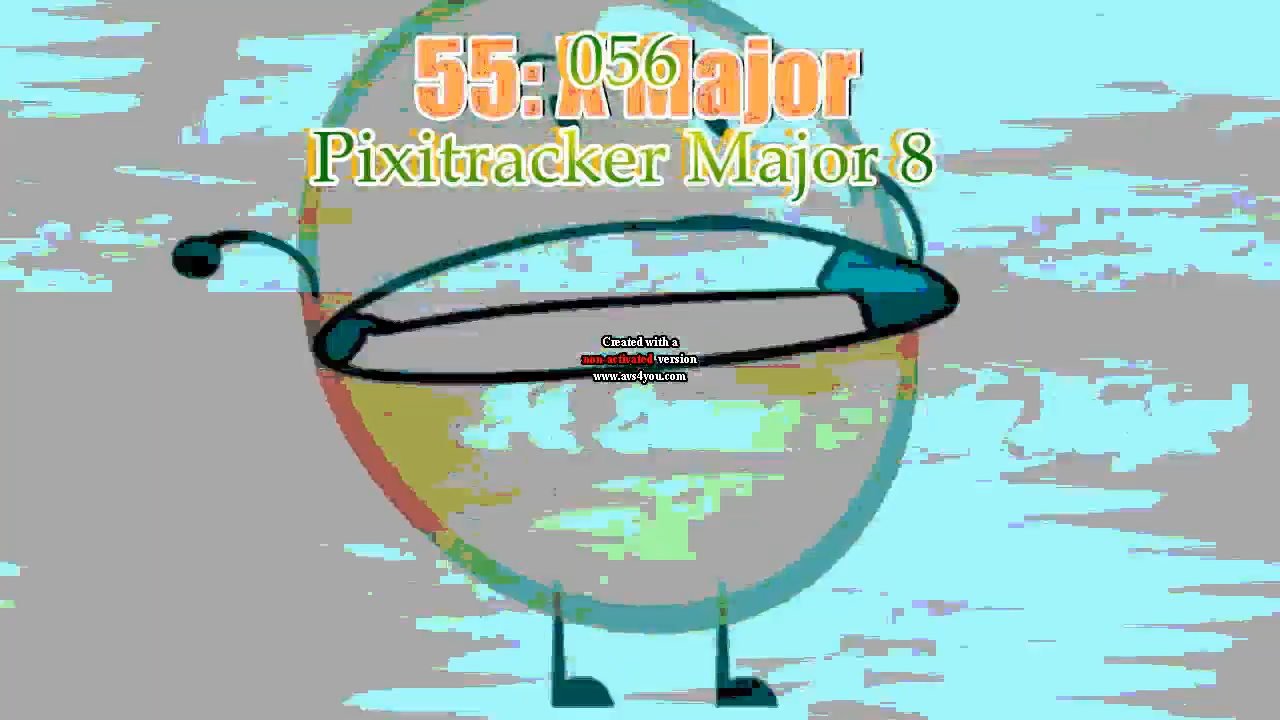 55: X Major
056
Pixitracker Major 8
Created with a
non-activated version
www.avs4you.com